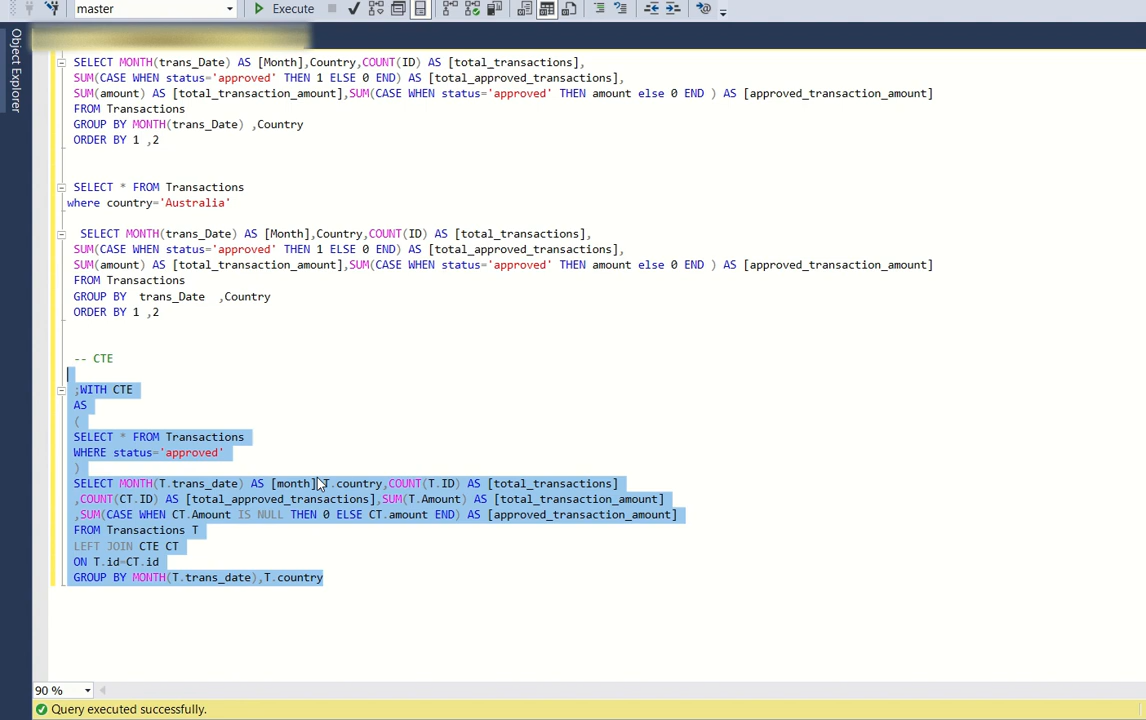 master
Execute
Object Explorer
SELECT MONTH(trans_Date) AS [Month],Country,COUNT(ID) AS [total_transactions],
SUM(CASE WHEN status='approved' THEN 1 ELSE 0 END) AS [total_approved_transactions],
SUM(amount) AS [total_transaction_amount],SUM(CASE WHEN status='approved' THEN amount else 0 END ) AS [approved_transaction_amount]
FROM Transactions
GROUP BY MONTH(trans_Date) ,Country
ORDER BY 1 ,2
SELECT * FROM Transactions
where country='Australia'
SELECT MONTH(trans_Date) AS [Month],Country,COUNT(ID) AS [total_transactions],
SUM(CASE WHEN status='approved' THEN 1 ELSE 0 END) AS [total_approved_transactions],
SUM(amount) AS [total_transaction_amount],SUM(CASE WHEN status='approved' THEN amount else 0 END ) AS [approved_transaction_amount]
FROM Transactions
GROUP BY trans_Date ,Country
ORDER BY 1 ,2
-- CTE
;WITH CTE
AS
(
SELECT * FROM Transactions
WHERE status='approved'
)
SELECT MONTH(T.trans_date) AS [month],T.country,COUNT(T.ID) AS [total_transactions]
,COUNT(CT.ID) AS [total_approved_transactions],SUM(T.Amount) AS [total_transaction_amount]
,SUM(CASE WHEN CT.Amount IS NULL THEN 0 ELSE CT.amount END) AS [approved_transaction_amount]
FROM Transactions T
LEFT JOIN CTE CT
ON T.id=CT.id
GROUP BY MONTH(T.trans_date),T.country
90 %
Query executed successfully.